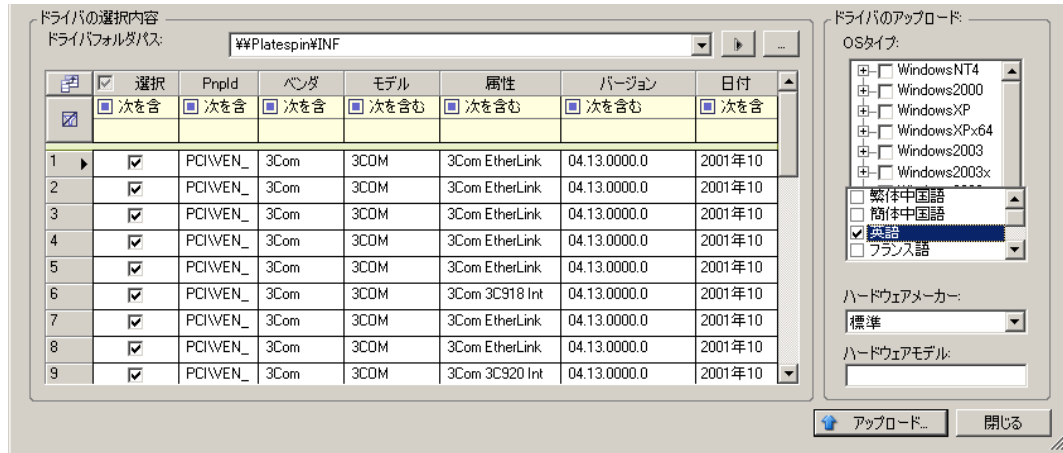 ドライバの選択内容
ドライバフォルダパス: ¥¥Platespin¥INF ...
選択 PnpId ベンダ モデル 属性 バージョン 日付
次を含 次を含 次を含 次を含む 次を含む 次を含む 次を含
1 PCI\VEN_ 3Com 3COM 3Com EtherLink 04.13.0000.0 2001年10
2 PCI\VEN_ 3Com 3COM 3Com EtherLink 04.13.0000.0 2001年10
3 PCI\VEN_ 3Com 3COM 3Com EtherLink 04.13.0000.0 2001年10
4 PCI\VEN_ 3Com 3COM 3Com EtherLink 04.13.0000.0 2001年10
5 PCI\VEN_ 3Com 3COM 3Com EtherLink 04.13.0000.0 2001年10
6 PCI\VEN_ 3Com 3COM 3Com 3C918 Int 04.13.0000.0 2001年10
7 PCI\VEN_ 3Com 3COM 3Com EtherLink 04.13.0000.0 2001年10
8 PCI\VEN_ 3Com 3COM 3Com EtherLink 04.13.0000.0 2001年10
9 PCI\VEN_ 3Com 3COM 3Com 3C920 Int 04.13.0000.0 2001年10
ドライバのアップロード:
OSタイプ:
WindowsNT4
Windows2000
WindowsXP
WindowsXPx64
Windows2003
Windows2003x
繁体中国語
簡体中国語
英語
フランス語
ハードウェアメーカー:
標準
ハードウェアモデル:
アップロード... 閉じる